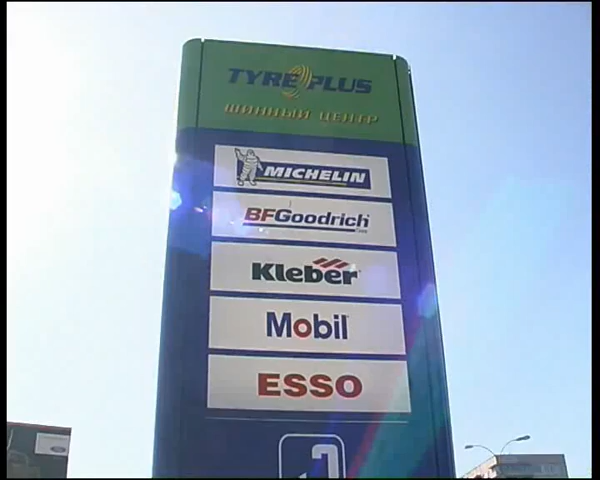 TYREPLUS
ШИННЫЙ ЦЕНТР
MICHELIN
BFGoodrich
Kleber
Mobil
ESSO